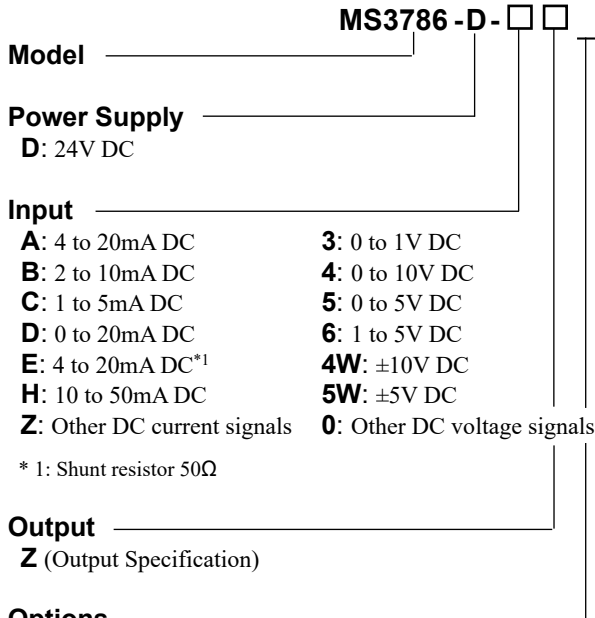 MS3786 - D - □ □
Model
Power Supply
D: 24V DC
Input
A: 4 to 20mA DC 3: 0 to 1V DC
B: 2 to 10mA DC 4: 0 to 10V DC
C: 1 to 5mA DC 5: 0 to 5V DC
D: 0 to 20mA DC 6: 1 to 5V DC
E: 4 to 20mA DC*1 4W: ±10V DC
H: 10 to 50mA DC 5W: ±5V DC
Z: Other DC current signals 0: Other DC voltage signals
* 1: Shunt resistor 50Ω
Output
Z (Output Specification)
Options